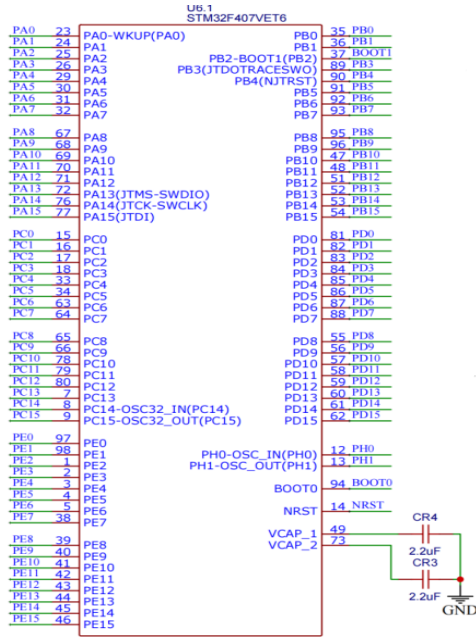 U6.1
STM32F407VET6
PA0 23 PA0-WKUP(PA0) PB0 35 PB0
PA1 24 PA1 PB1 36 PB1
PA2 25 PA2 PB2-BOOT1(PB2) 37 BOOT1
PA3 26 PA3 PB3(JTDOTRACESWO) 89 PB3
PA4 29 PA4 PB4(NJTRST) 90 PB4
PA5 30 PA5 PB5 91 PB5
PA6 31 PA6 PB6 92 PB6
PA7 32 PA7 PB7 93 PB7
PA8 67 PA8 PB8 95 PB8
PA9 68 PA9 PB9 96 PB9
PA10 69 PA10 PB10 47 PB10
PA11 70 PA11 PB11 48 PB11
PA12 71 PA12 PB12 51 PB12
PA13 72 PA13(JTMS-SWDIO) PB13 52 PB13
PA14 76 PA14(JTCK-SWCLK) PB14 53 PB14
PA15 77 PA15(JTDI) PB15 54 PB15
PC0 15 PC0 PD0 81 PD0
PC1 16 PC1 PD1 82 PD1
PC2 17 PC2 PD2 83 PD2
PC3 18 PC3 PD3 84 PD3
PC4 33 PC4 PD4 85 PD4
PC5 34 PC5 PD5 86 PD5
PC6 63 PC6 PD6 87 PD6
PC7 64 PC7 PD7 88 PD7
PC8 65 PC8 PD8 55 PD8
PC9 66 PC9 PD9 56 PD9
PC10 78 PC10 PD10 57 PD10
PC11 79 PC11 PD11 58 PD11
PC12 80 PC12 PD12 59 PD12
PC13 7 PC13 PD13 60 PD13
PC14 8 PC14-OSC32_IN(PC14) PD14 61 PD14
PC15 9 PC15-OSC32_OUT(PC15) PD15 62 PD15
PE0 97 PE0
PE1 98 PE1 PH0-OSC_IN(PH0) 12 PH0
PE2 1 PE2 PH1-OSC_OUT(PH1) 13 PH1
PE3 2 PE3
PE4 3 PE4 BOOT0 94 BOOT0
PE5 4 PE5
PE6 5 PE6 NRST 14 NRST
PE7 38 PE7
VCAP_1 49 CR4 2.2uF
PE8 39 PE8 VCAP_2 73 CR3 2.2uF
PE9 40 PE9
PE10 41 PE10
PE11 42 PE11
PE12 43 PE12
PE13 44 PE13 GND
PE14 45 PE14
PE15 46 PE15